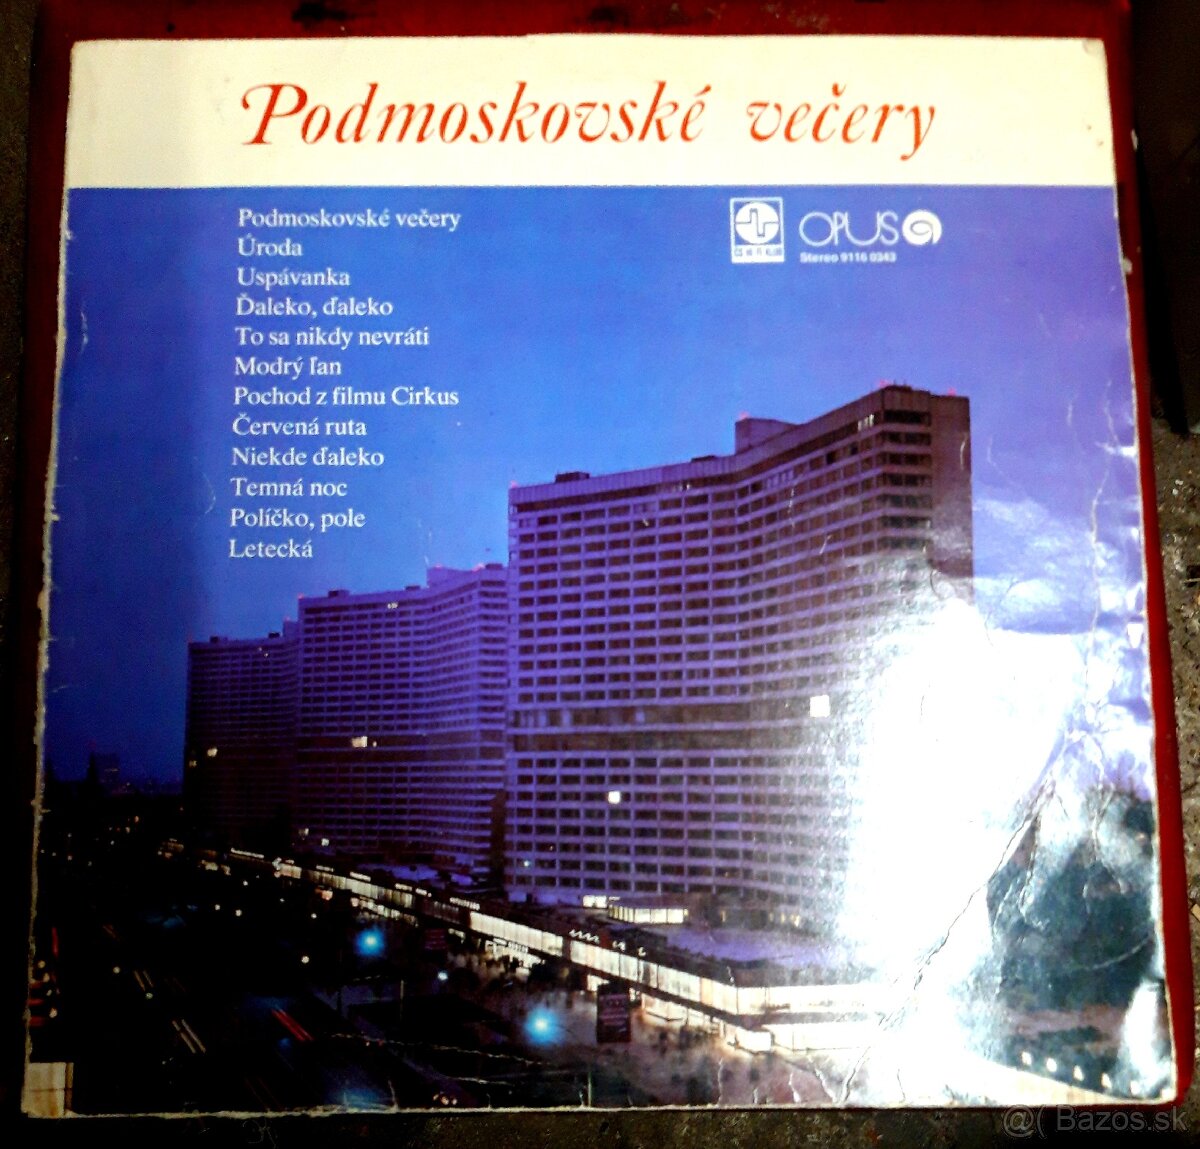 Podmoskovské večery
Podmoskovské večery
Úroda
Uspávanka
Ďaleko, ďaleko
To sa nikdy nevráti
Modrý ľan
Pochod z filmu Cirkus
Červená ruta
Niekde ďaleko
Temná noc
Políčko, pole
Letecká
OPUS
Stereo 9116 0343
@( Bazos.sk